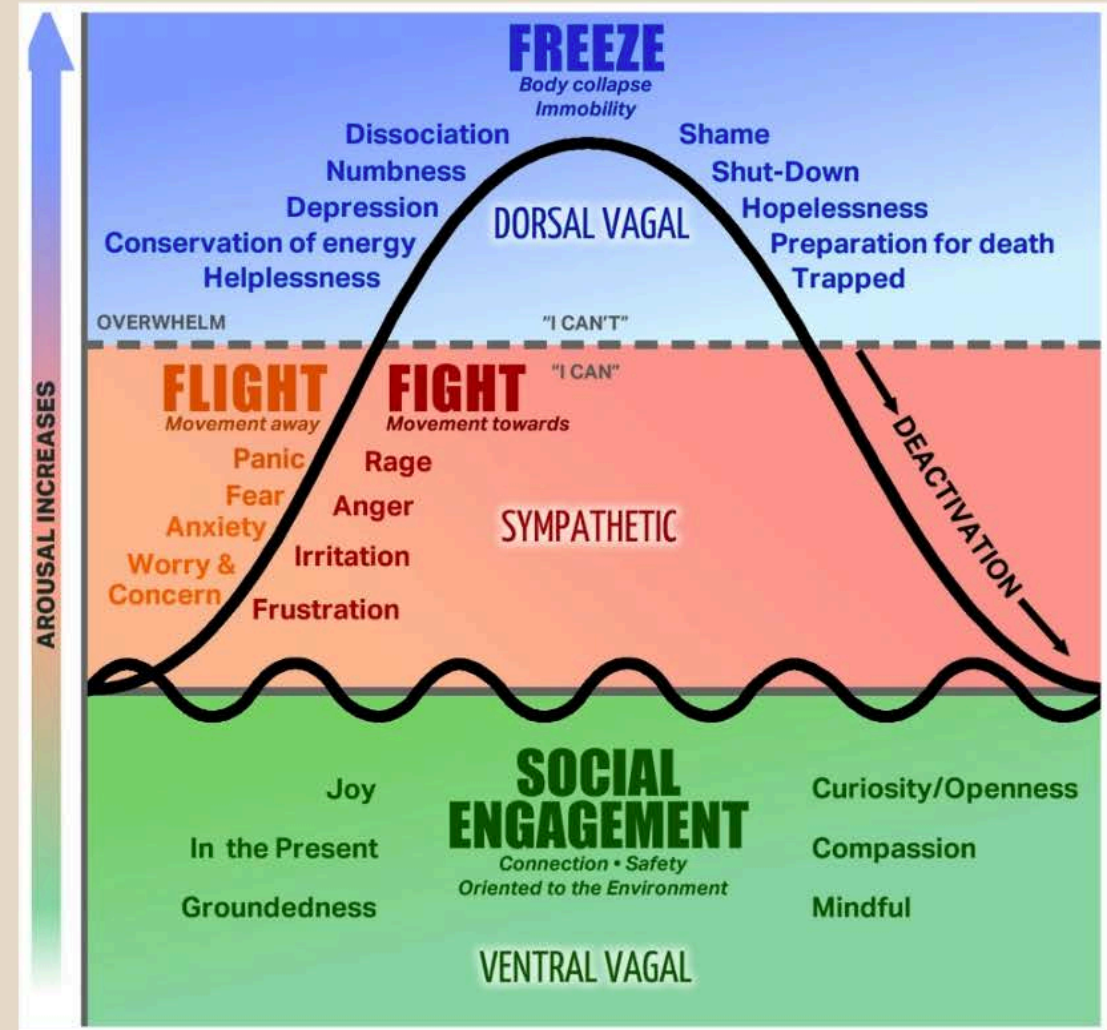 FREEZE
Body collapse
Immobility
Dissociation
Numbness
Depression
Conservation of energy
Helplessness
Shame
Shut-Down
Hopelessness
Preparation for death
Trapped
DORSAL VAGAL
OVERWHELM
"I CAN'T"
"I CAN"
FLIGHT
Movement away
Panic
Fear
Anxiety
Worry &
Concern
FIGHT
Movement towards
Rage
Anger
Irritation
Frustration
SYMPATHETIC
DEACTIVATION
AROUSAL INCREASES
SOCIAL
ENGAGEMENT
Connection • Safety
Oriented to the Environment
Joy
In the Present
Groundedness
Curiosity/Openness
Compassion
Mindful
VENTRAL VAGAL